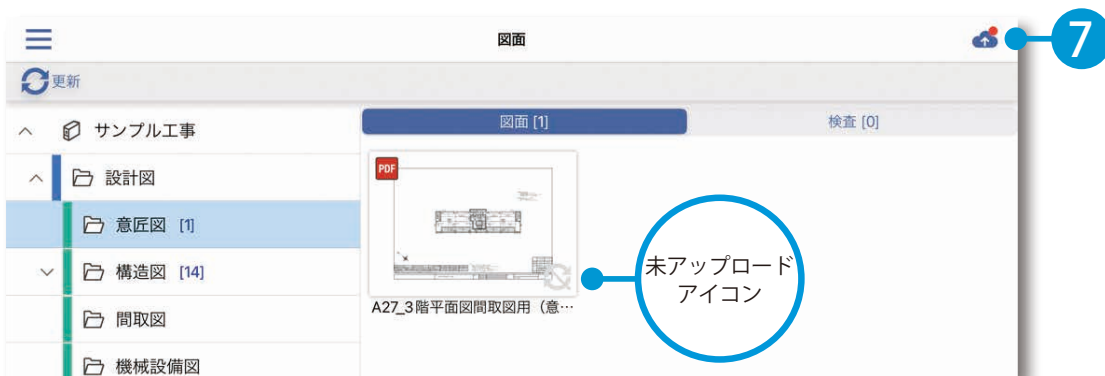 図面
7
更新
サンプル工事
設計図
意匠図 [1]
構造図 [14]
間取図
機械設備図
図面 [1]
検査 [0]
PDF
A27_3階平面図間取図用（意…
未アップロード
アイコン